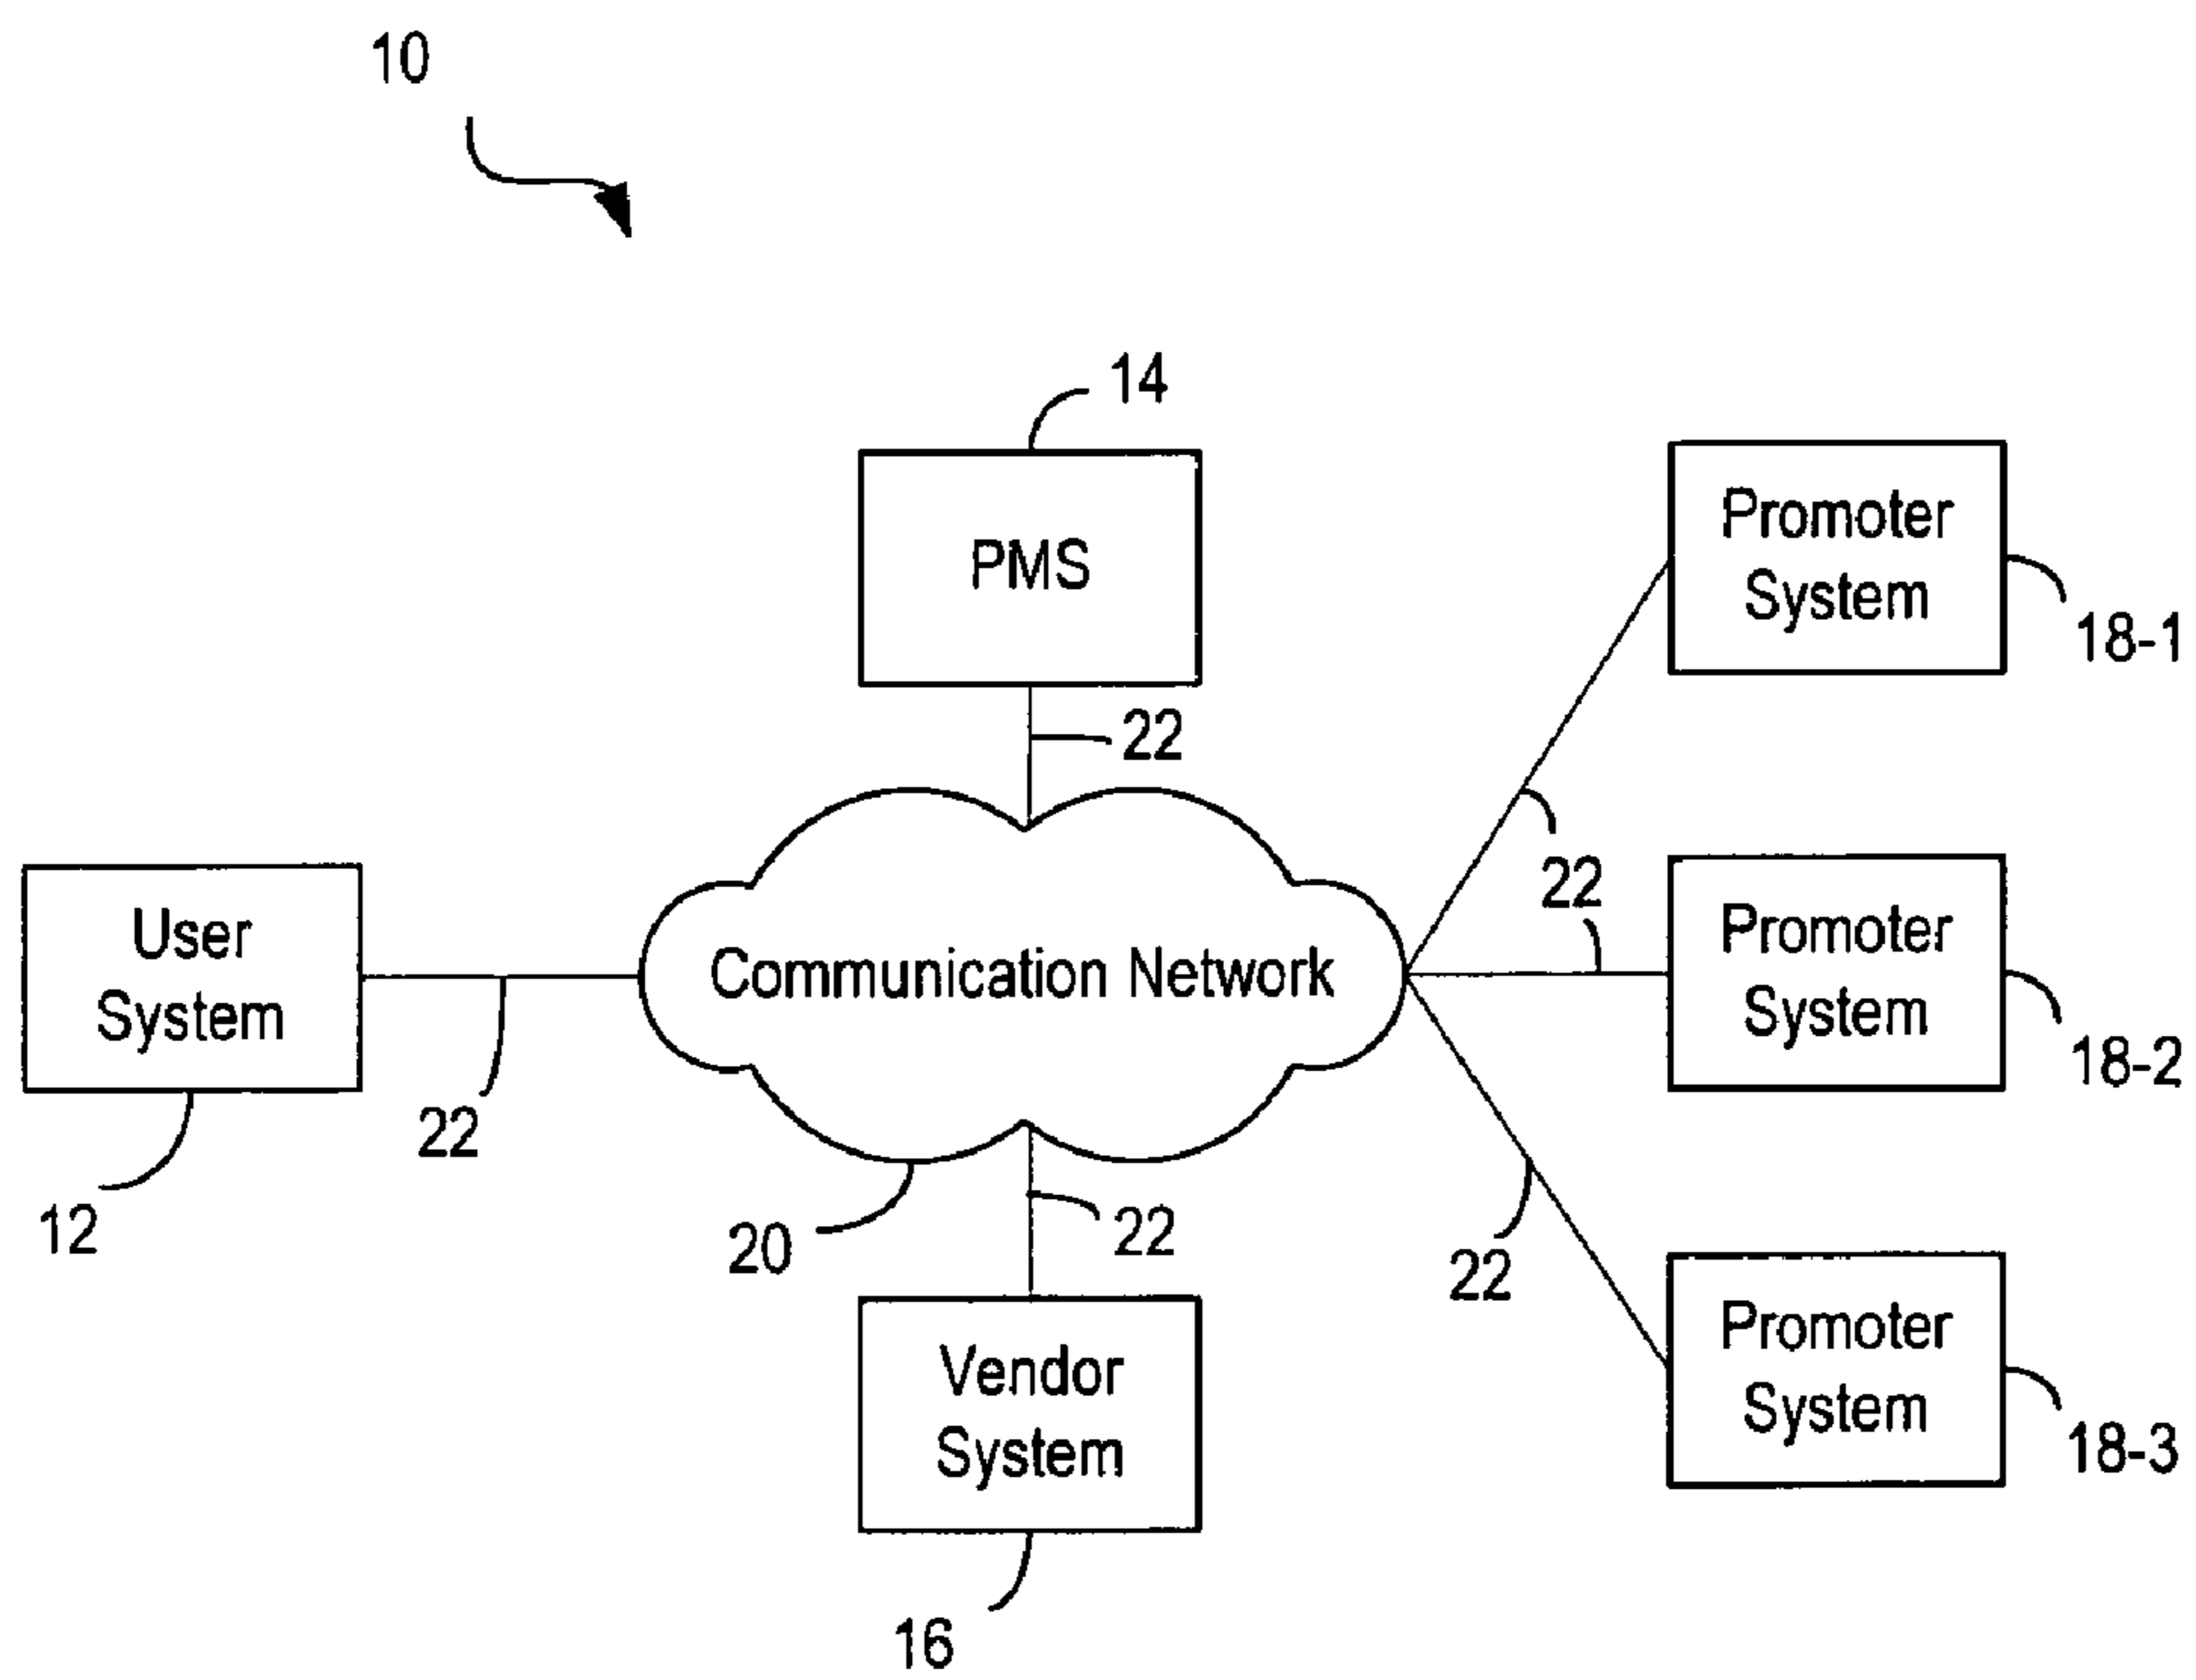 10
14
PMS
22
Promoter
System
18-1
22
User
System
12
22
Communication Network
20
Promoter
System
18-2
22
22
Vendor
System
16
Promoter
System
18-3